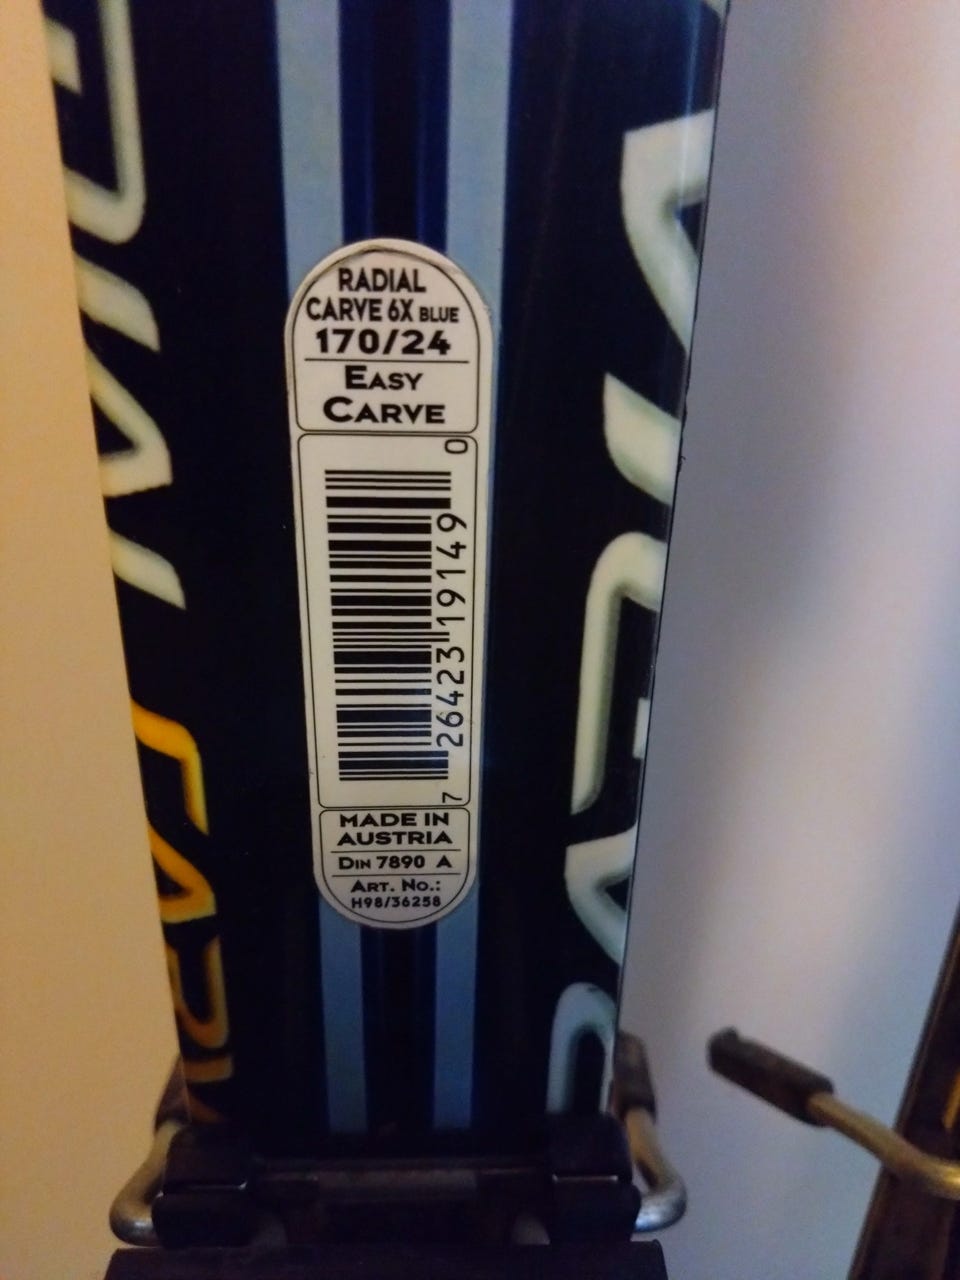 RADIAL
CARVE 6X BLUE
170/24
EASY
CARVE
7 26423 19149 0
MADE IN
AUSTRIA
DIN 7890 A
ART. NO.:
H98/36258